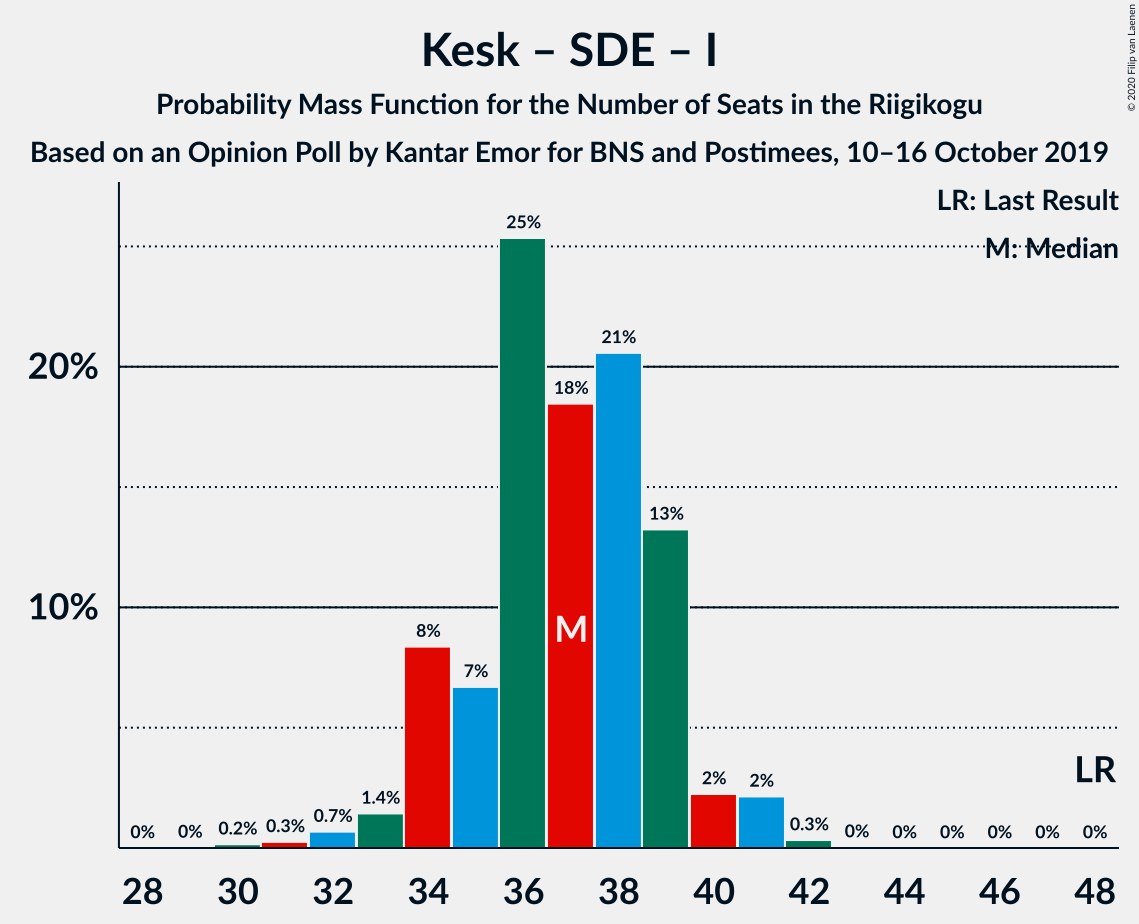 Kesk – SDE – I
Probability Mass Function for the Number of Seats in the Riigikogu
Based on an Opinion Poll by Kantar Emor for BNS and Postimees, 10–16 October 2019
© 2020 Filip van Laenen
LR: Last Result
M: Median
20%
10%
0%
0%
0.2%
0.3%
0.7%
1.4%
8%
7%
25%
18%
21%
13%
2%
2%
0.3%
0%
0%
0%
0%
0%
0%
M
LR
28 30 32 34 36 38 40 42 44 46 48